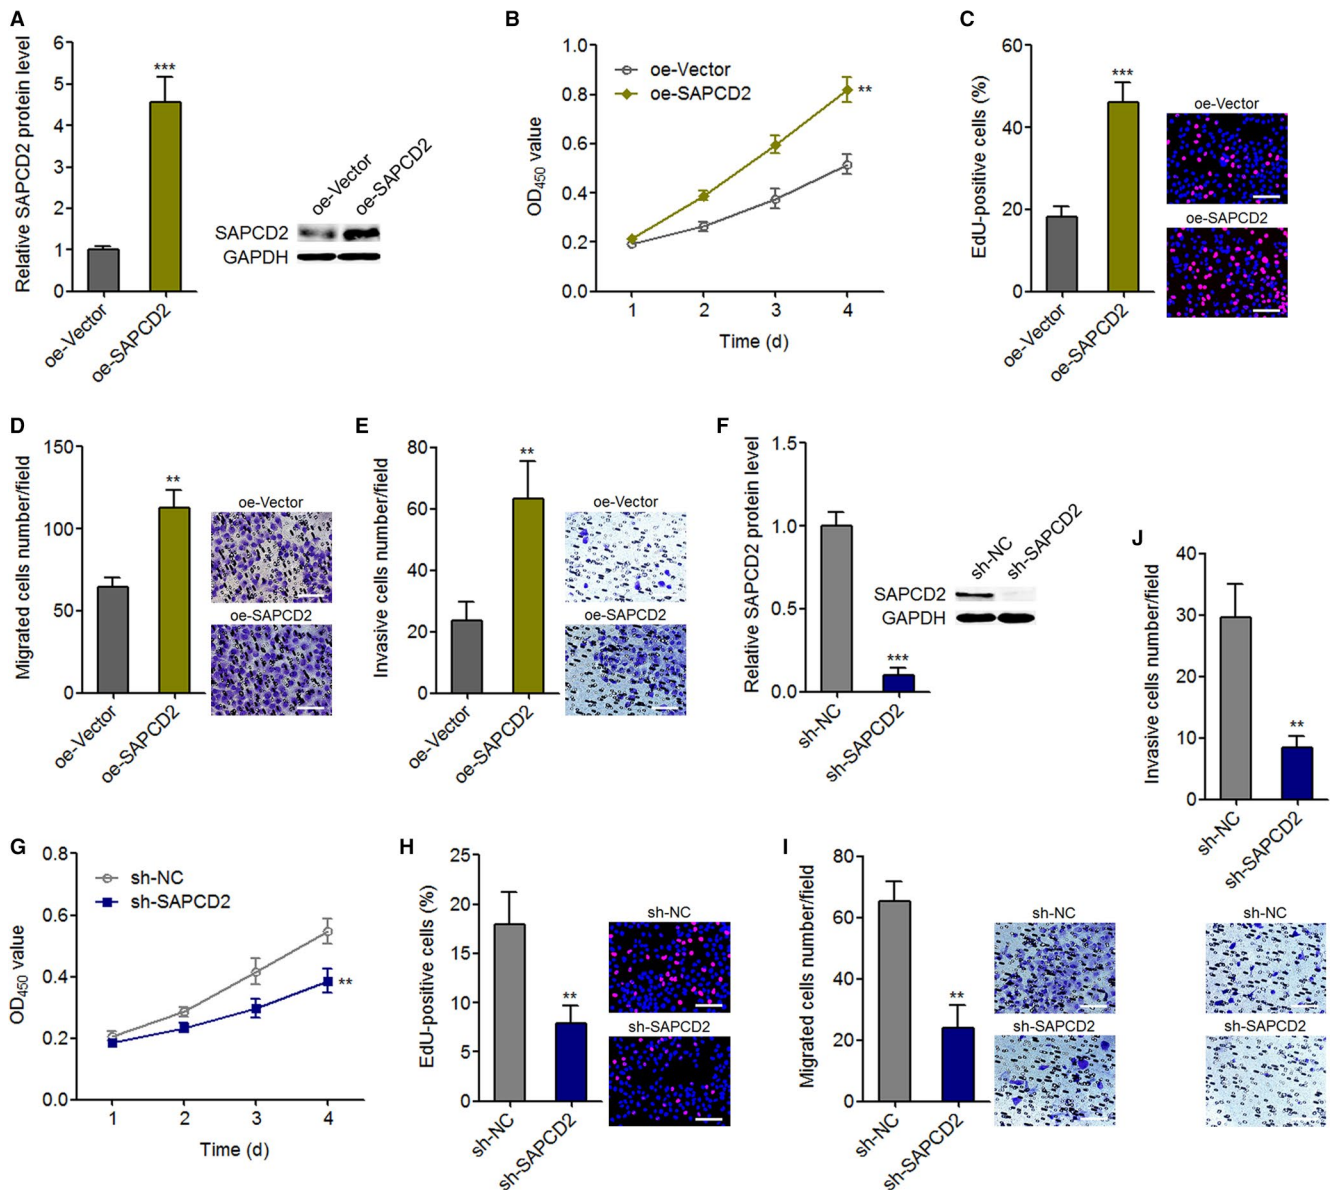 A
Relative SAPCD2 protein level
6
5
4
3
2
1
0
***
oe-Vector
oe-SAPCD2
oe-Vector
oe-SAPCD2
SAPCD2
GAPDH
B
OD450 value
1.0
0.8
0.6
0.4
0.2
0.0
oe-Vector
oe-SAPCD2
**
1 2 3 4
Time (d)
C
EdU-positive cells (%)
60
40
20
0
***
oe-Vector
oe-SAPCD2
oe-Vector
oe-SAPCD2
D
Migrated cells number/field
150
100
50
0
**
oe-Vector
oe-SAPCD2
oe-Vector
oe-SAPCD2
E
Invasive cells number/field
80
60
40
20
0
**
oe-Vector
oe-SAPCD2
oe-Vector
oe-SAPCD2
F
Relative SAPCD2 protein level
1.5
1.0
0.5
0.0
***
sh-NC
sh-SAPCD2
sh-NC
sh-SAPCD2
SAPCD2
GAPDH
J
Invasive cells number/field
40
30
20
10
0
**
sh-NC
sh-SAPCD2
sh-NC
sh-SAPCD2
G
OD450 value
0.8
0.6
0.4
0.2
0.0
sh-NC
sh-SAPCD2
**
1 2 3 4
Time (d)
H
EdU-positive cells (%)
25
20
15
10
5
0
**
sh-NC
sh-SAPCD2
sh-NC
sh-SAPCD2
I
Migrated cells number/field
80
60
40
20
0
**
sh-NC
sh-SAPCD2
sh-NC
sh-SAPCD2